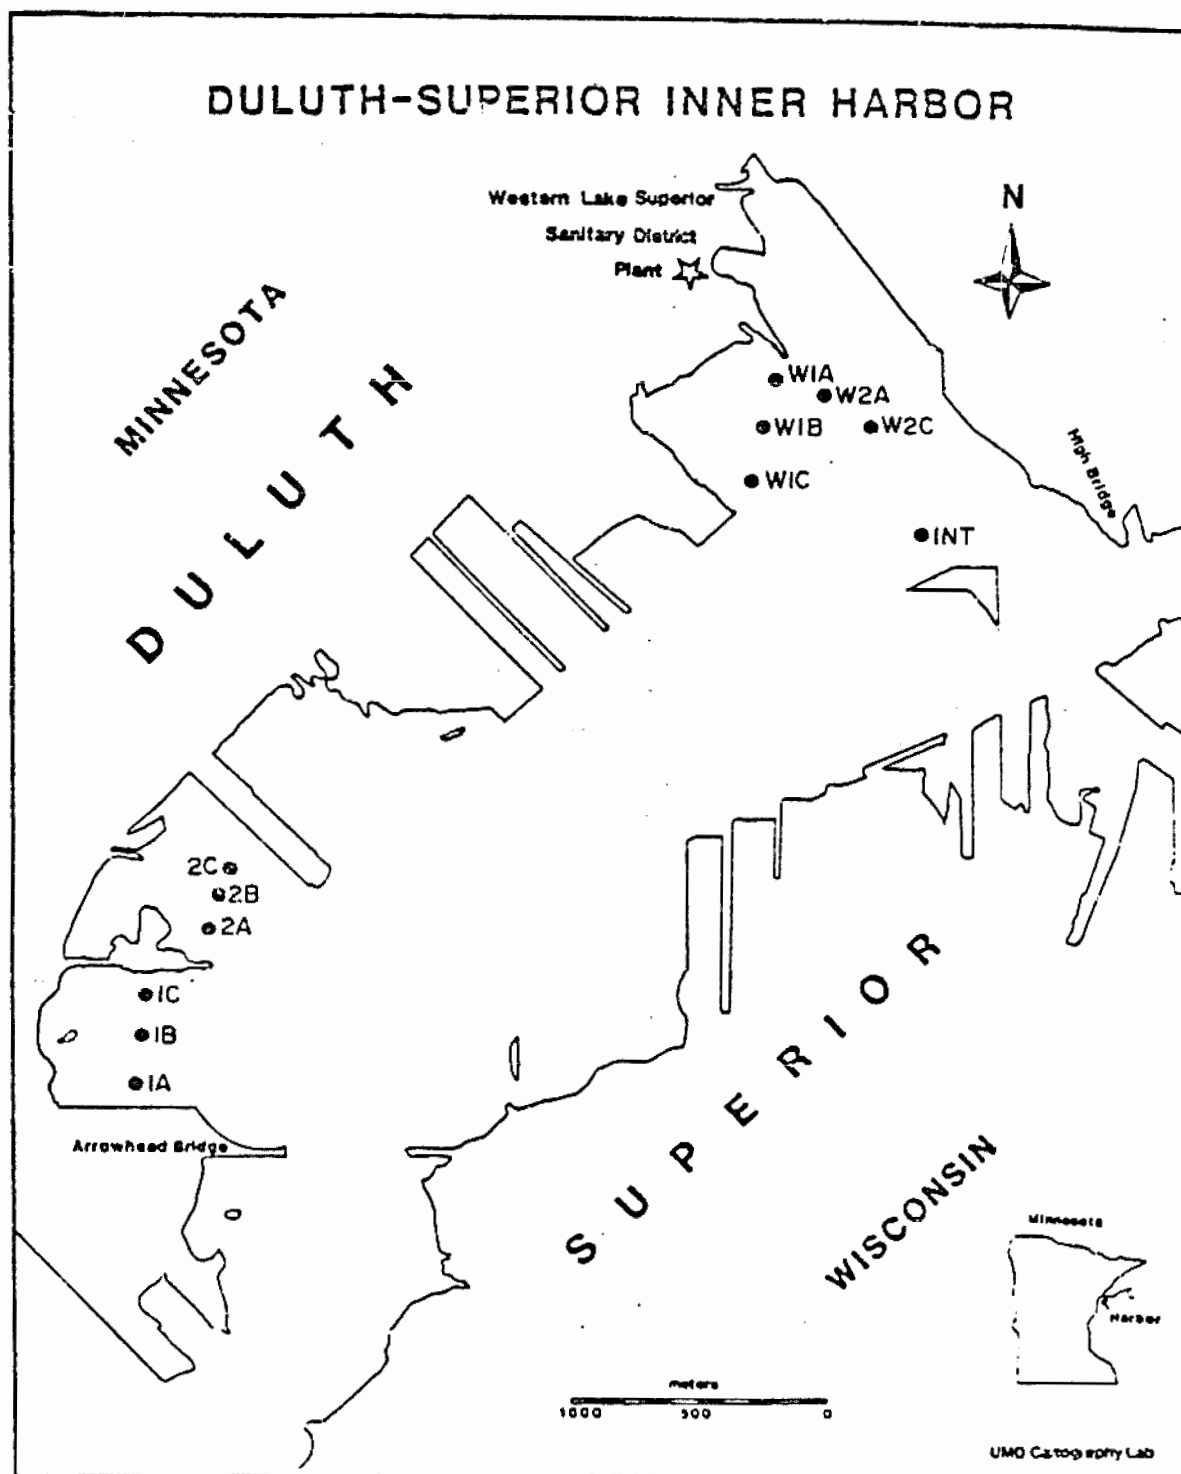 DULUTH-SUPERIOR INNER HARBOR
Western Lake Superior
Sanitary District
Plant
N
MINNESOTA
DULUTH
W1A
W2A
W1B
W2C
W1C
High Bridge
INT
2C
2B
2A
1C
1B
1A
Arrowhead Bridge
SUPERIOR
WISCONSIN
Minnesota
Harbor
meters
1000 500 0
UMD Cartography Lab